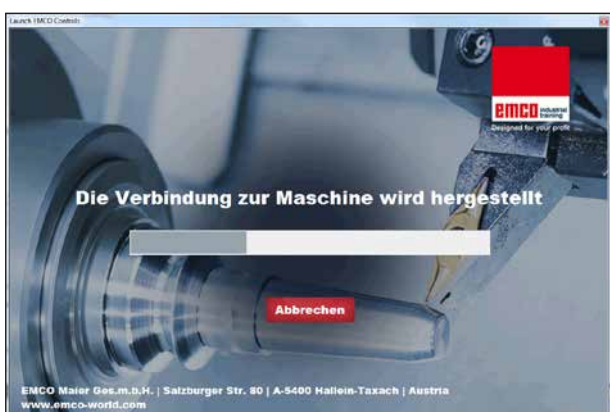 Launch EMCO Controls
emco industrial
training
Designed for your profit
Die Verbindung zur Maschine wird hergestellt
Abbrechen
EMCO Maier Ges.m.b.H. | Salzburger Str. 80 | A-5400 Hallein-Taxach | Austria
www.emco-world.com